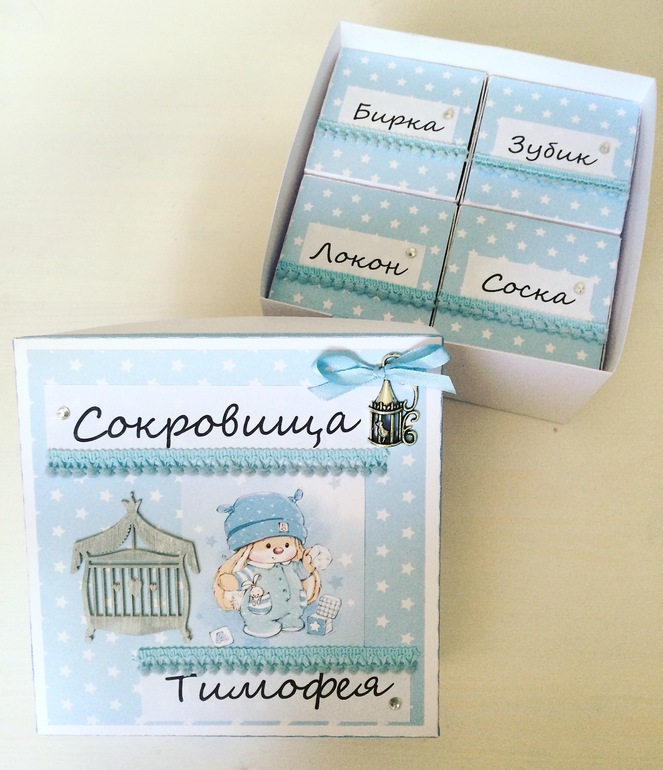 Бирка
Зубик
Локон
Соска
Сокровища
Тимофея